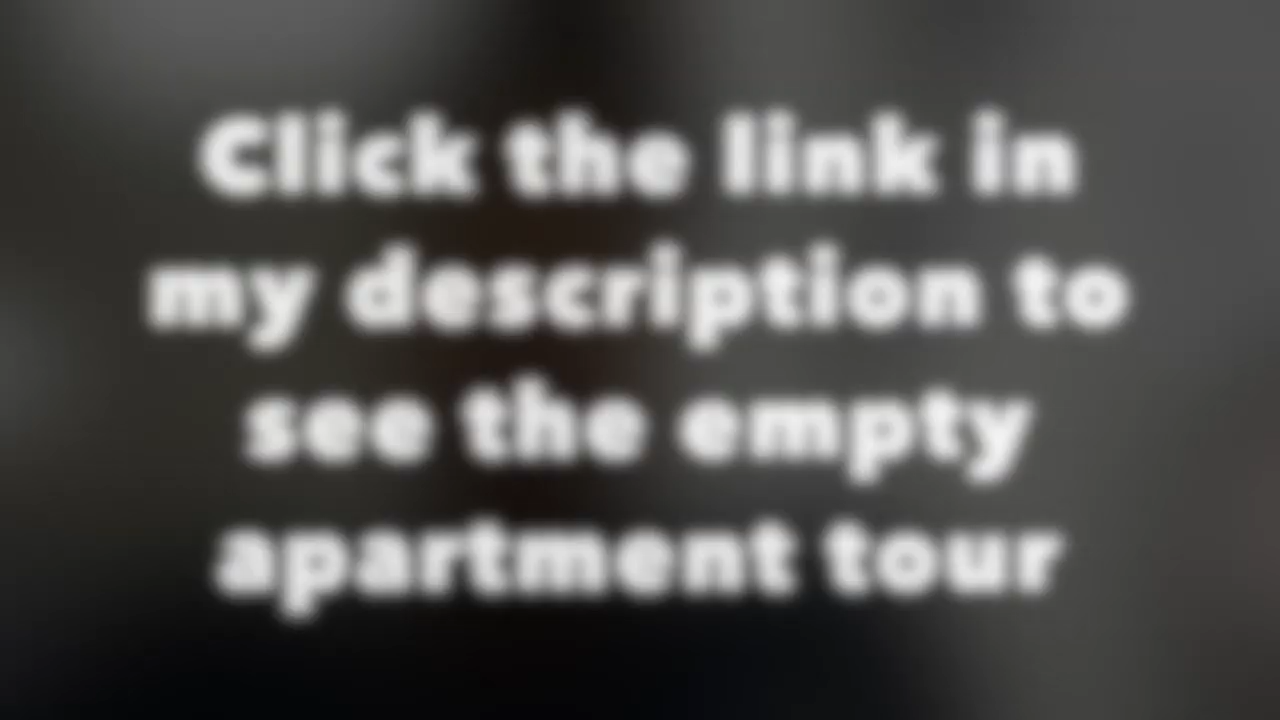 Click the link in
my description to
see the empty
apartment tour